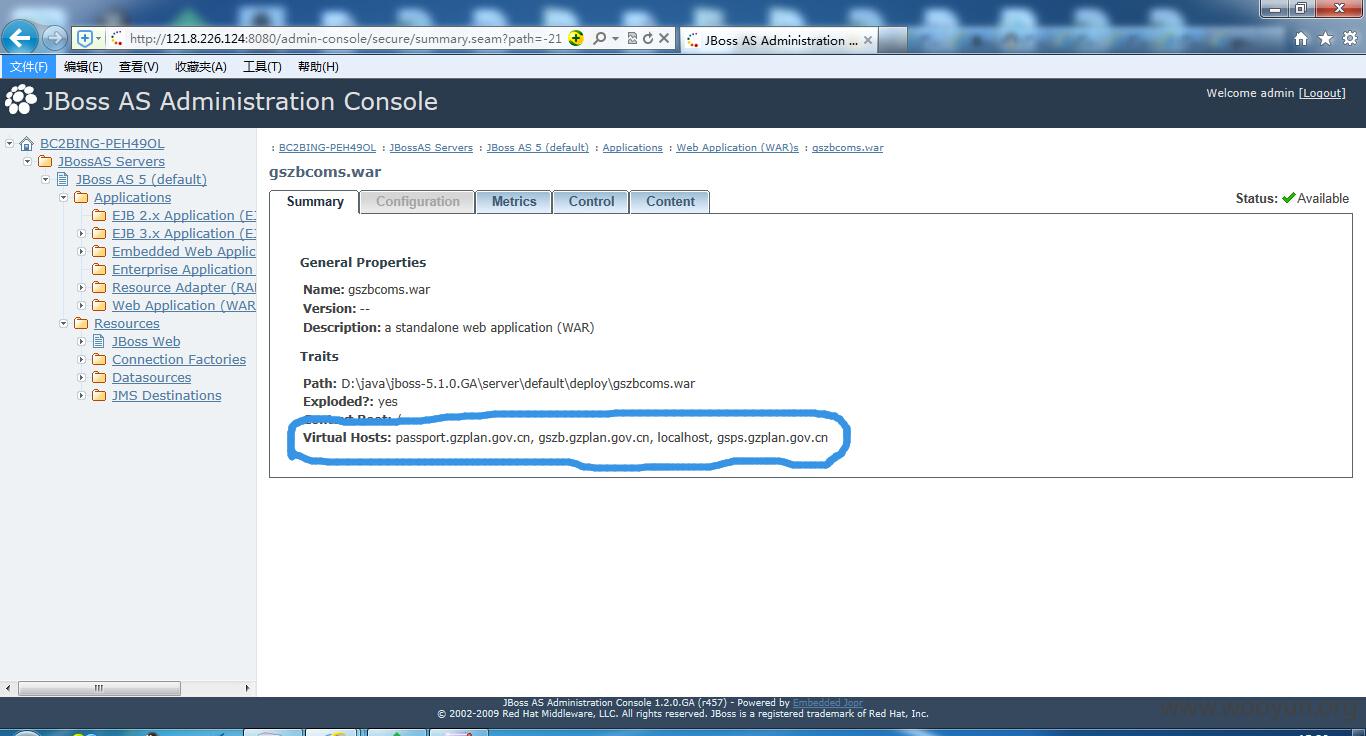 http://121.8.226.124:8080/admin-console/secure/summary.seam?path=-21
JBoss AS Administration ...
文件(F) 编辑(E) 查看(V) 收藏夹(A) 工具(T) 帮助(H)
JBoss AS Administration Console
Welcome admin [Logout]
BC2BING-PEH49OL
JBossAS Servers
JBoss AS 5 (default)
Applications
EJB 2.x Application (E
EJB 3.x Application (E
Embedded Web Applic
Enterprise Application
Resource Adapter (RA
Web Application (WAR
Resources
JBoss Web
Connection Factories
Datasources
JMS Destinations
: BC2BING-PEH49OL : JBossAS Servers : JBoss AS 5 (default) : Applications : Web Application (WAR)s : gszbcoms.war
gszbcoms.war
Summary Configuration Metrics Control Content
Status: Available
General Properties
Name: gszbcoms.war
Version: --
Description: a standalone web application (WAR)
Traits
Path: D:\java\jboss-5.1.0.GA\server\default\deploy\gszbcoms.war
Exploded?: yes
Virtual Hosts: passport.gzplan.gov.cn, gszb.gzplan.gov.cn, localhost, gsps.gzplan.gov.cn
JBoss AS Administration Console 1.2.0.GA (r457) - Powered by Embedded Jopr
© 2002-2009 Red Hat Middleware, LLC. All rights reserved. JBoss is a registered trademark of Red Hat, Inc.
www.wooyun.org